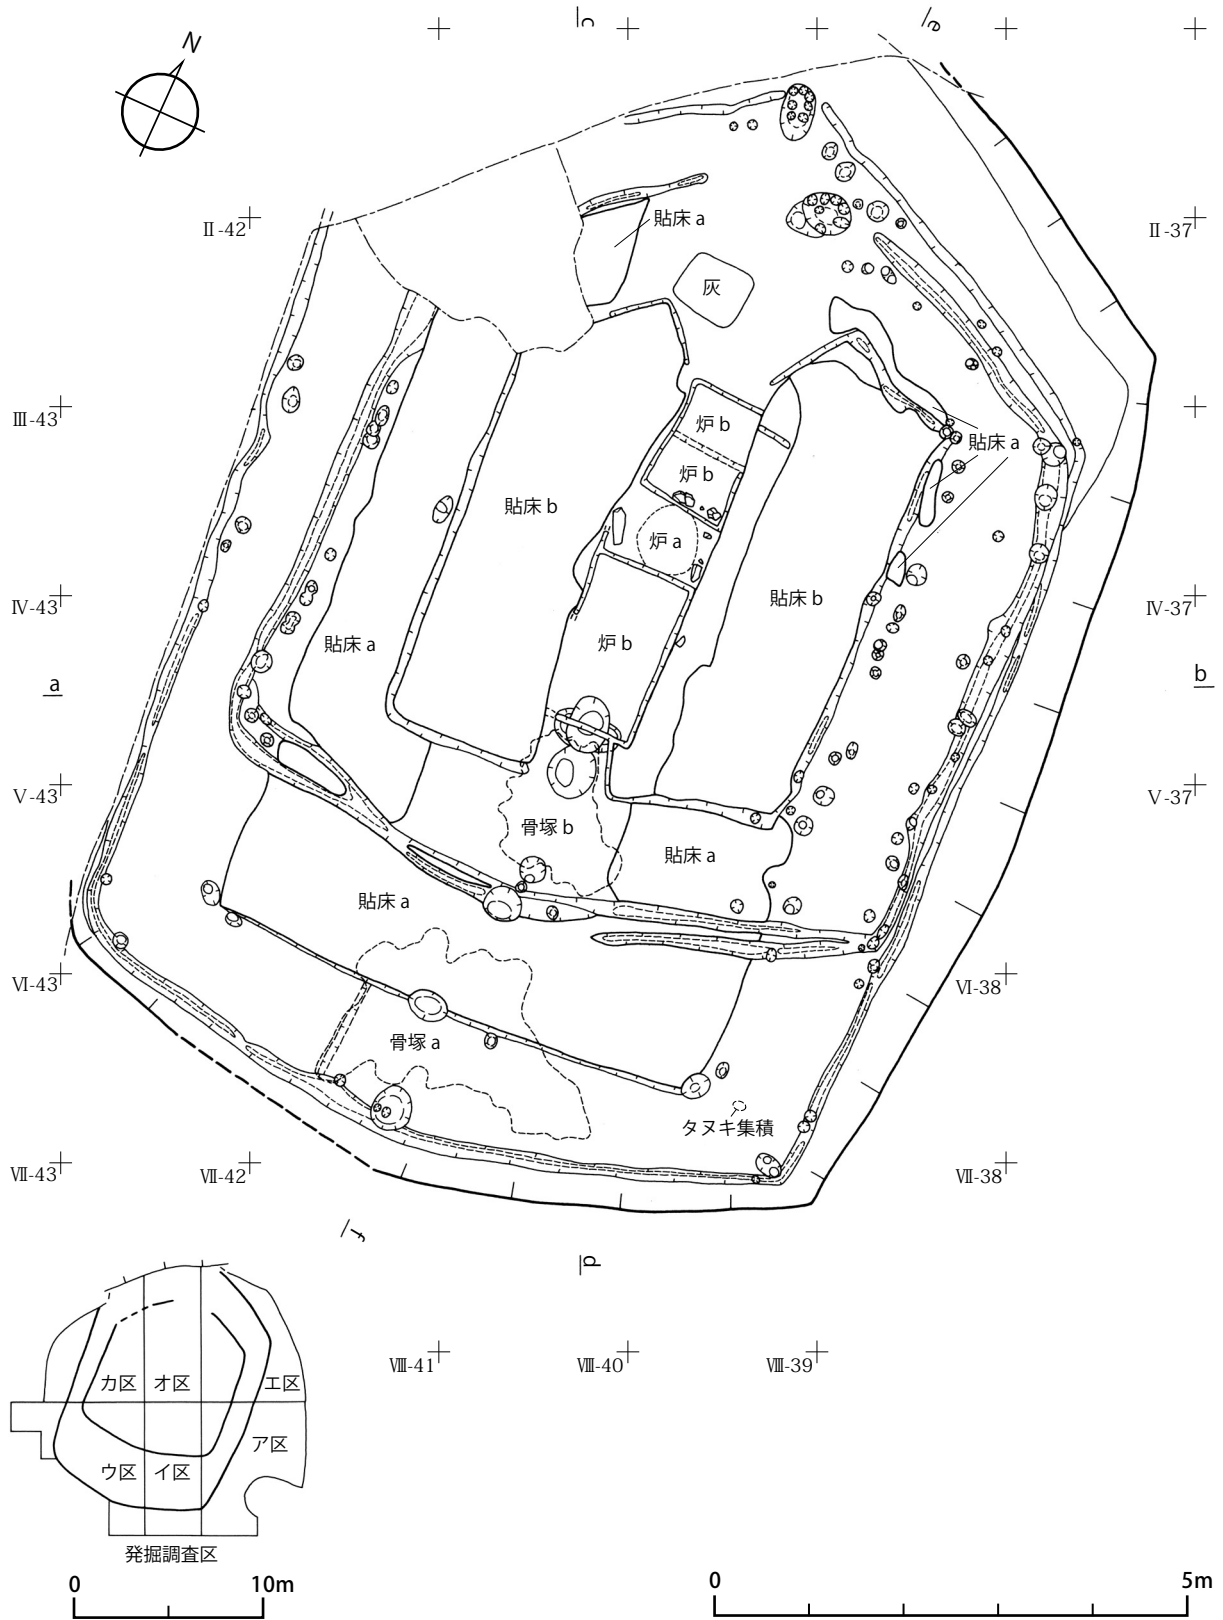 c
e
N
II-42
貼床 a
II-37
灰
III-43
炉 b
貼床 a
炉 b
貼床 b
炉 a
貼床 b
IV-43
IV-37
貼床 a
炉 b
a
b
V-43
V-37
骨塚 b
貼床 a
貼床 a
VI-43
VI-38
骨塚 a
タヌキ集積
VII-43
VII-42
VII-38
f
d
VIII-41
VIII-40
VIII-39
カ区
オ区
エ区
ア区
ウ区
イ区
発掘調査区
0 10m
0 5m